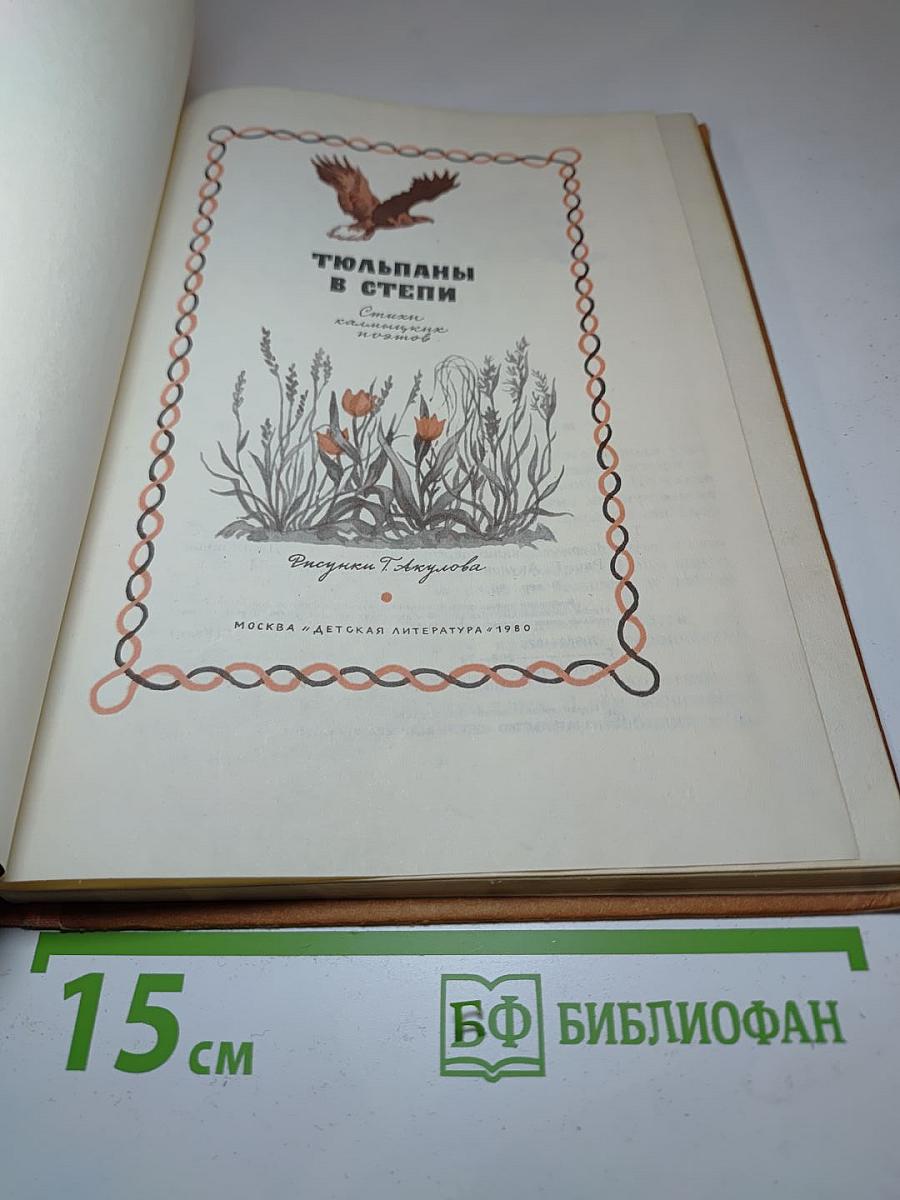 ТЮЛЬПАНЫ
В СТЕПИ
Стихи
калмыцких
поэтов
Рисунки Г. Акулова
МОСКВА „ДЕТСКАЯ ЛИТЕРАТУРА“ 1980
15 см
БФ БИБЛИОФАН